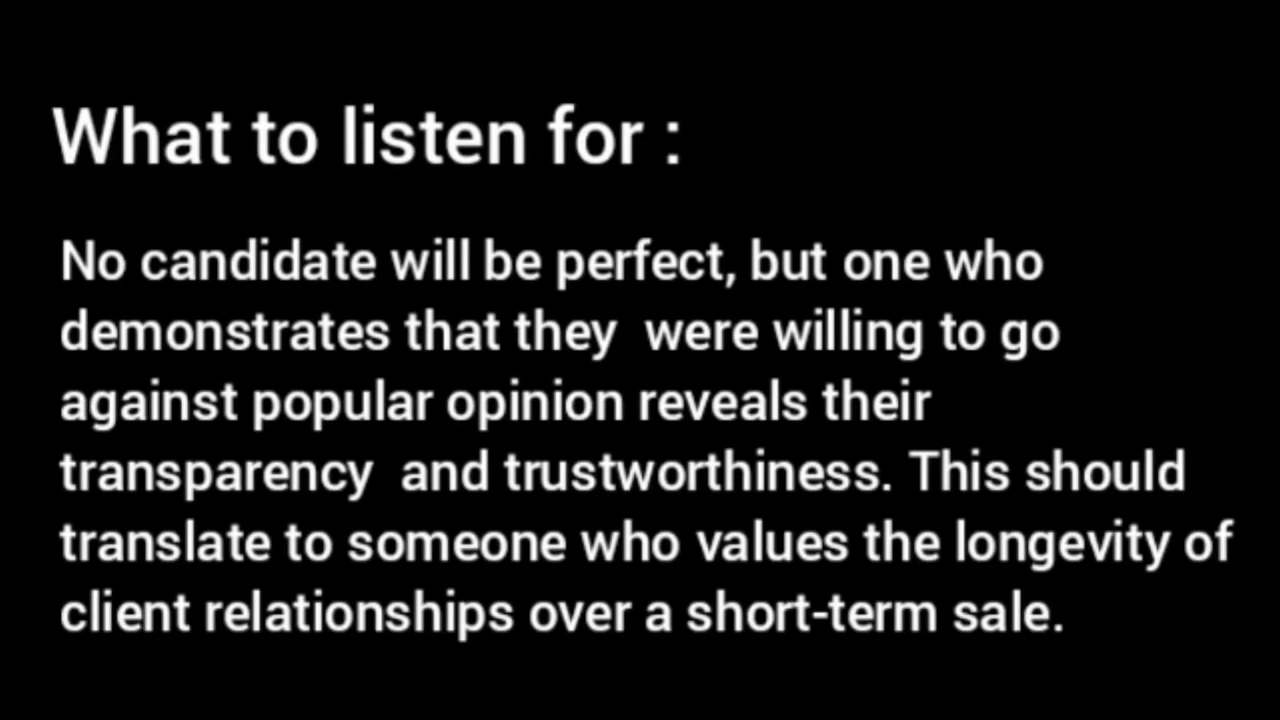 What to listen for :
No candidate will be perfect, but one who
demonstrates that they  were willing to go
against popular opinion reveals their
transparency  and trustworthiness. This should
translate to someone who values the longevity of
client relationships over a short-term sale.